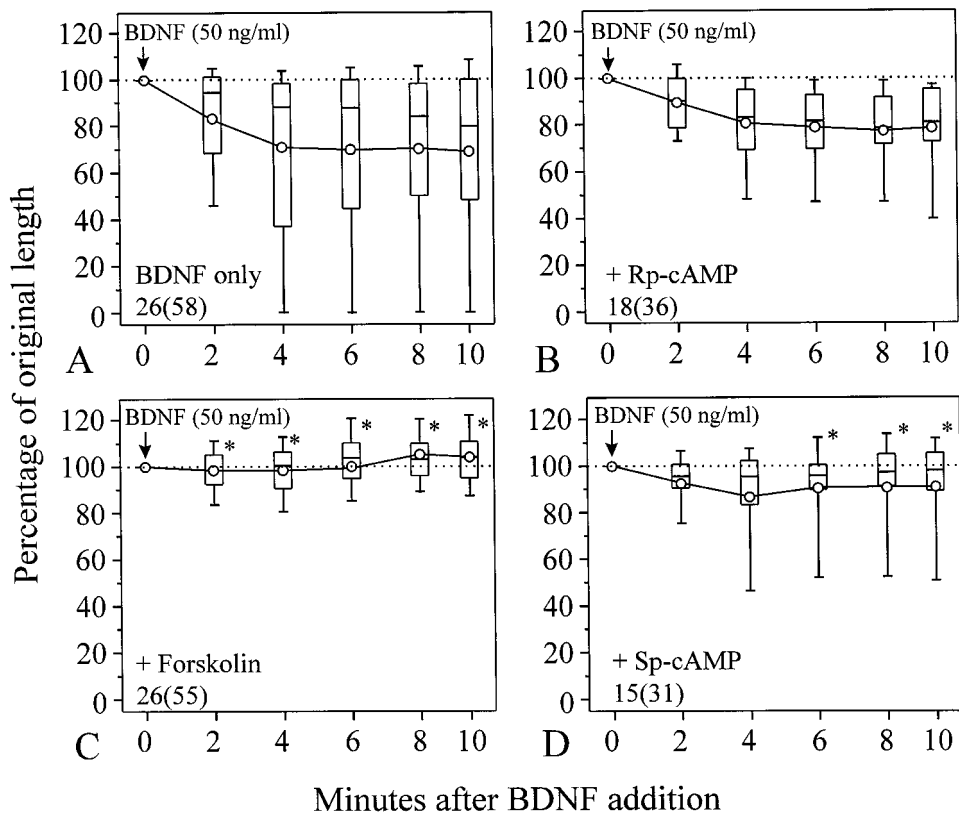 Percentage of original length
BDNF (50 ng/ml)
120
100
80
60
40
20
0
BDNF only
26(58)
A
0 2 4 6 8 10
BDNF (50 ng/ml)
120
100
80
60
40
20
0
+ Rp-cAMP
18(36)
B
0 2 4 6 8 10
BDNF (50 ng/ml)
120
100
80
60
40
20
0
* * * * *
+ Forskolin
26(55)
C
0 2 4 6 8 10
BDNF (50 ng/ml)
120
100
80
60
40
20
0
* * *
+ Sp-cAMP
15(31)
D
0 2 4 6 8 10
Minutes after BDNF addition